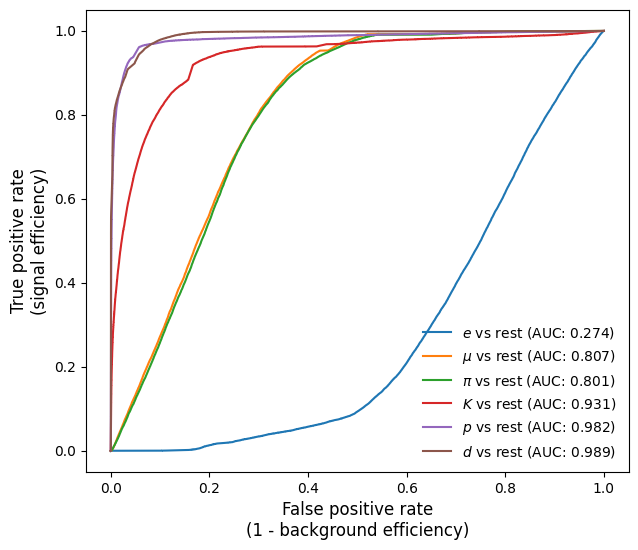 True positive rate
(signal efficiency)
1.0
0.8
0.6
0.4
0.2
0.0
e vs rest (AUC: 0.274)
μ vs rest (AUC: 0.807)
π vs rest (AUC: 0.801)
K vs rest (AUC: 0.931)
p vs rest (AUC: 0.982)
d vs rest (AUC: 0.989)
0.0 0.2 0.4 0.6 0.8 1.0
False positive rate
(1 - background efficiency)